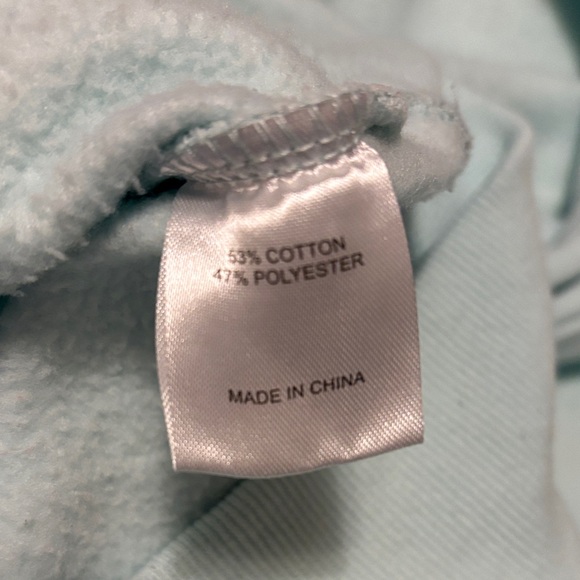 53% COTTON
47% POLYESTER
MADE IN CHINA